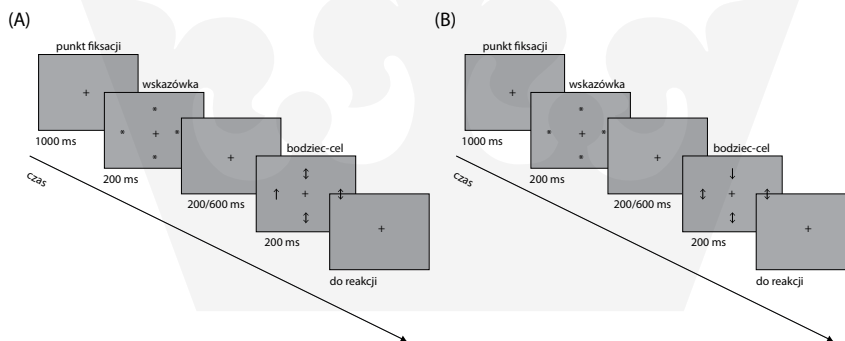 (A)
punkt fiksacji
wskazówka
1000 ms
200 ms
bodziec-cel
200/600 ms
200 ms
do reakcji
czas
(B)
punkt fiksacji
wskazówka
1000 ms
200 ms
bodziec-cel
200/600 ms
200 ms
do reakcji
czas